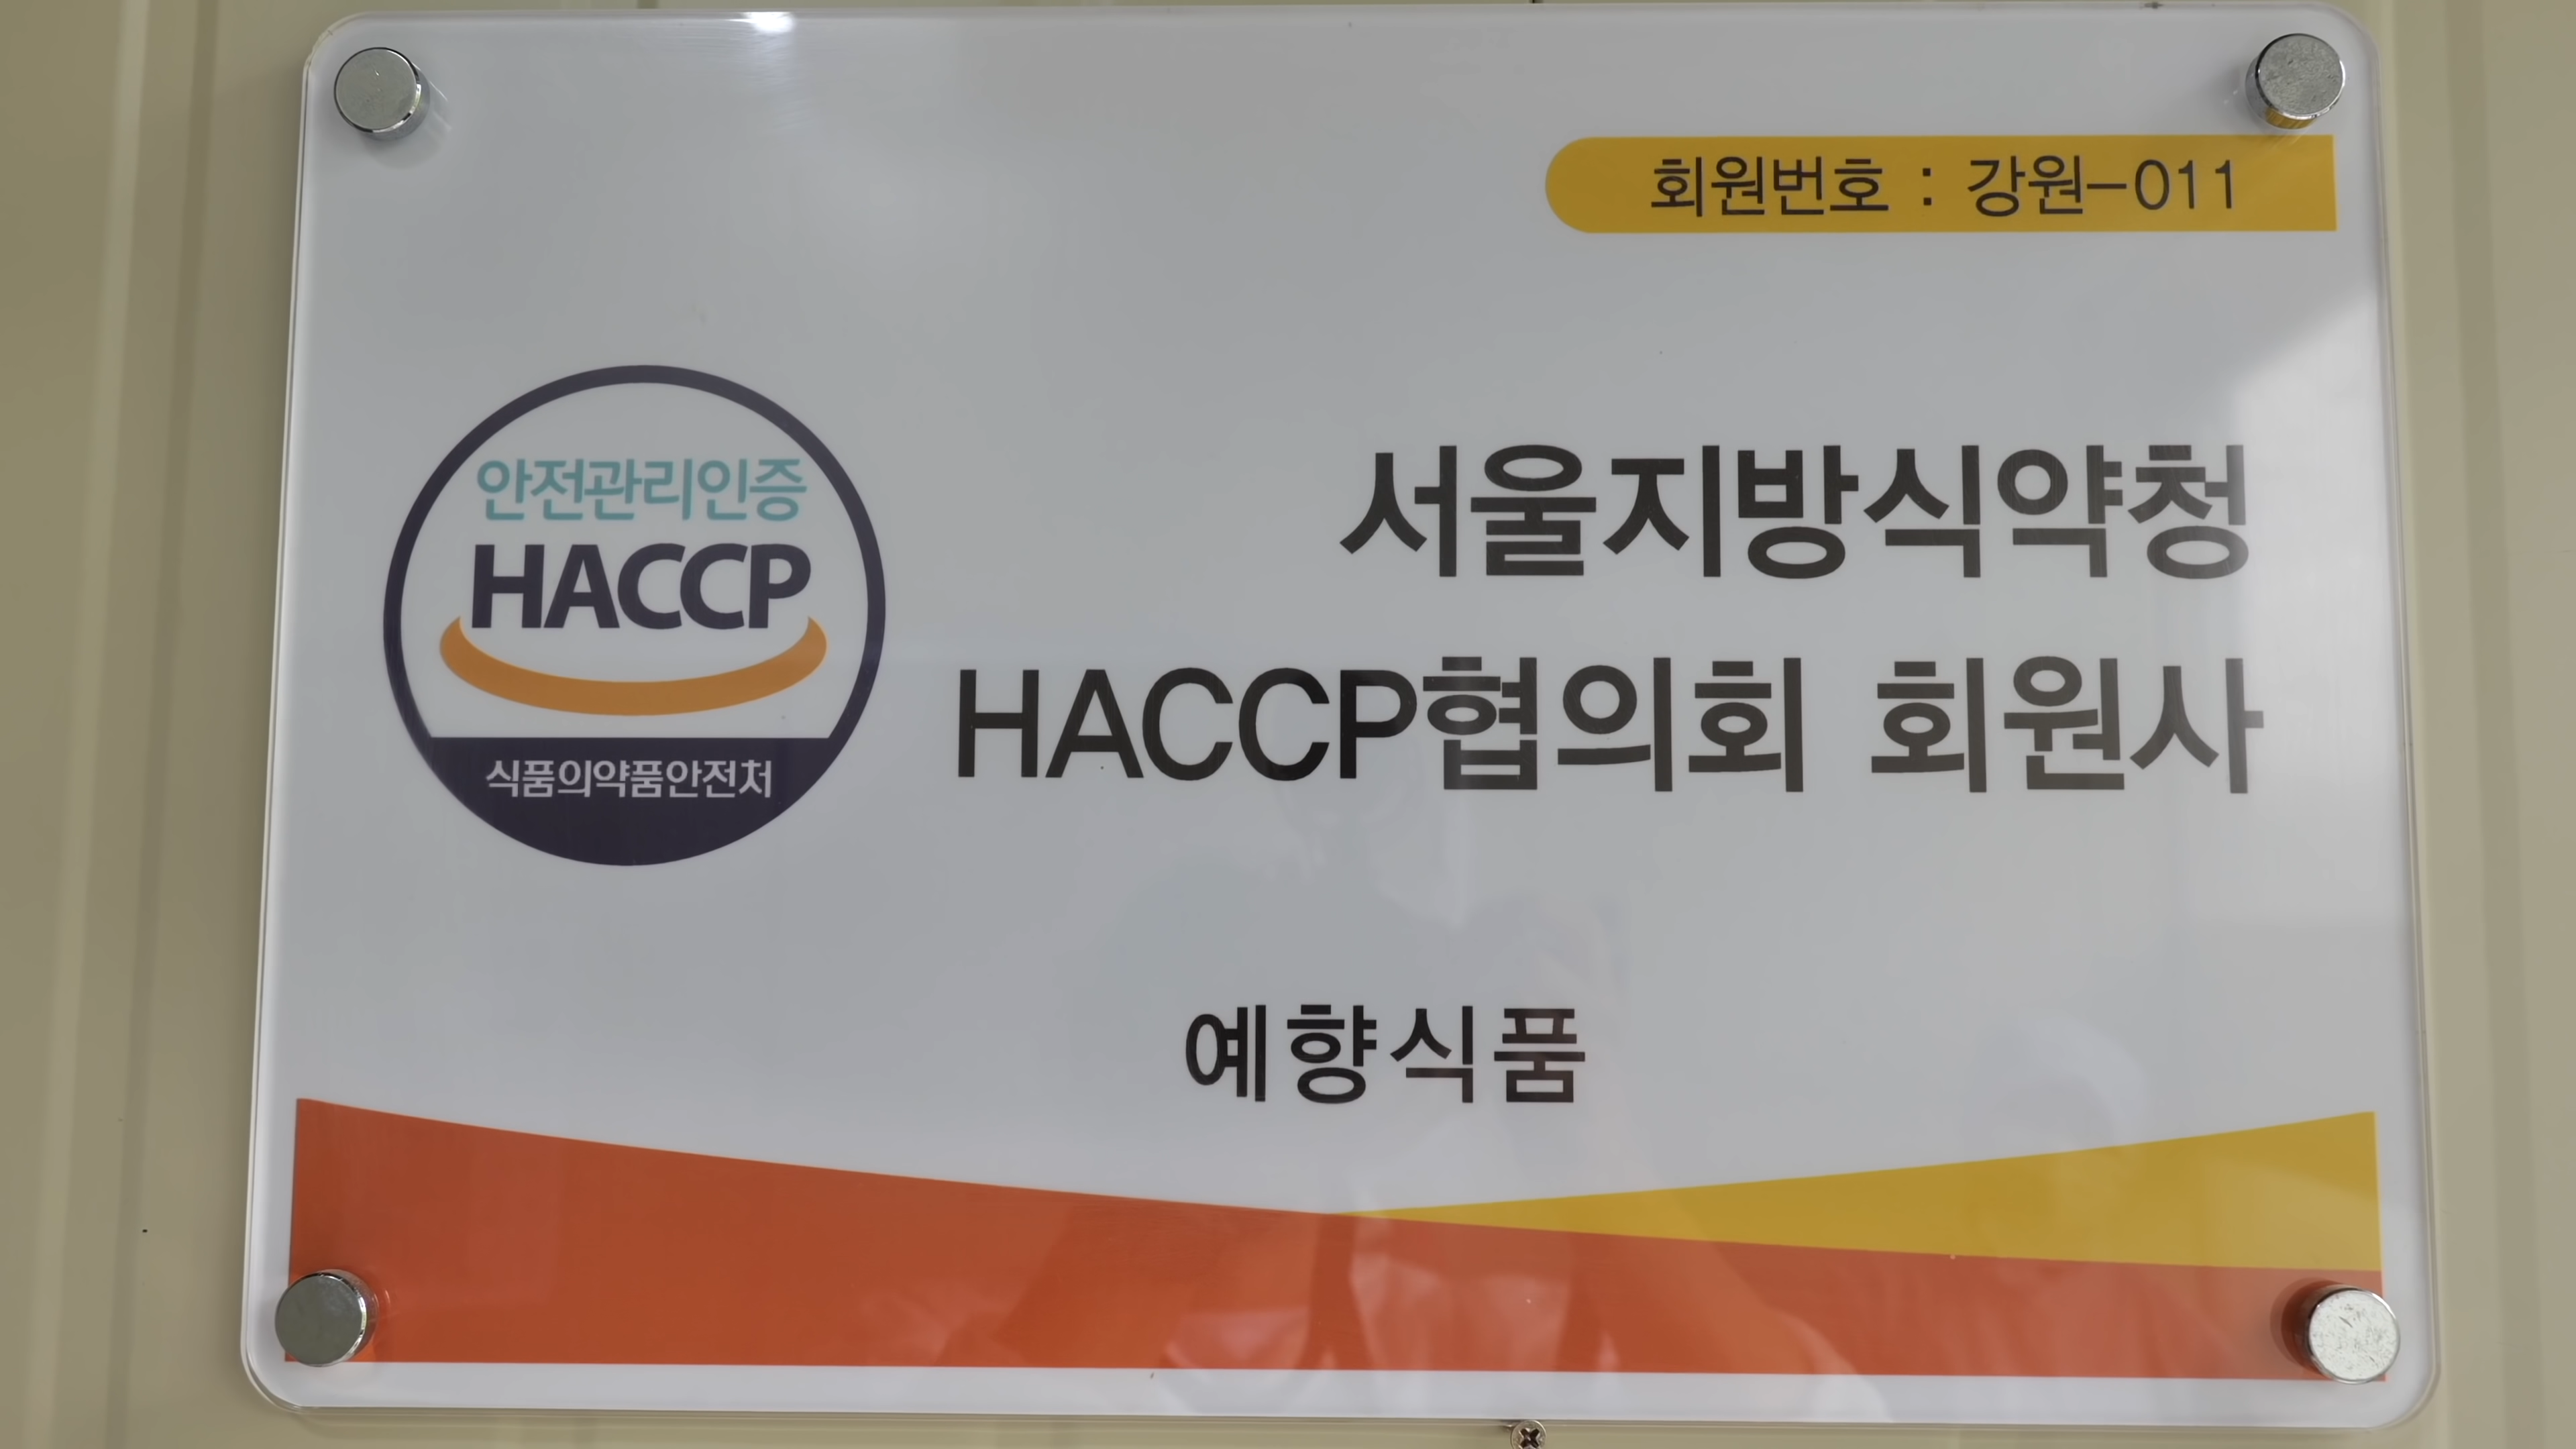 회원번호 : 강원-011
안전관리인증
HACCP
식품의약품안전처
서울지방식약청
HACCP협의회 회원사
예향식품